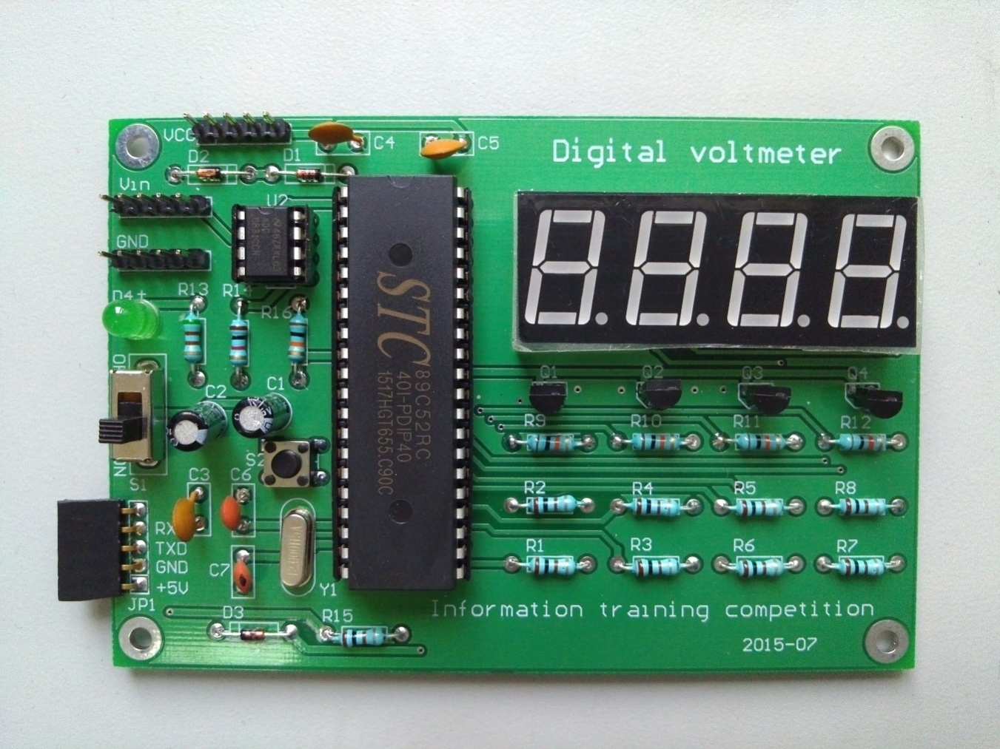 VCC
C4
C5
Digital voltmeter
D2
D1
Vin
U2
GND
D4+
R13
R14
R16
STC
89C52RC
40I-PDIP40
1517HGT655.C90C
Q1
Q2
Q3
Q4
C2
C1
R9
R10
R11
R12
S2
S1
C3
C6
R2
R4
R5
R8
RX
TXD
GND
+5V
JP1
C7
Y1
R1
R3
R6
R7
D3
R15
Information training competition
2015-07